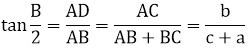 tan B/2 = AD/AB = AC/(AB + BC) = b/(c + a)